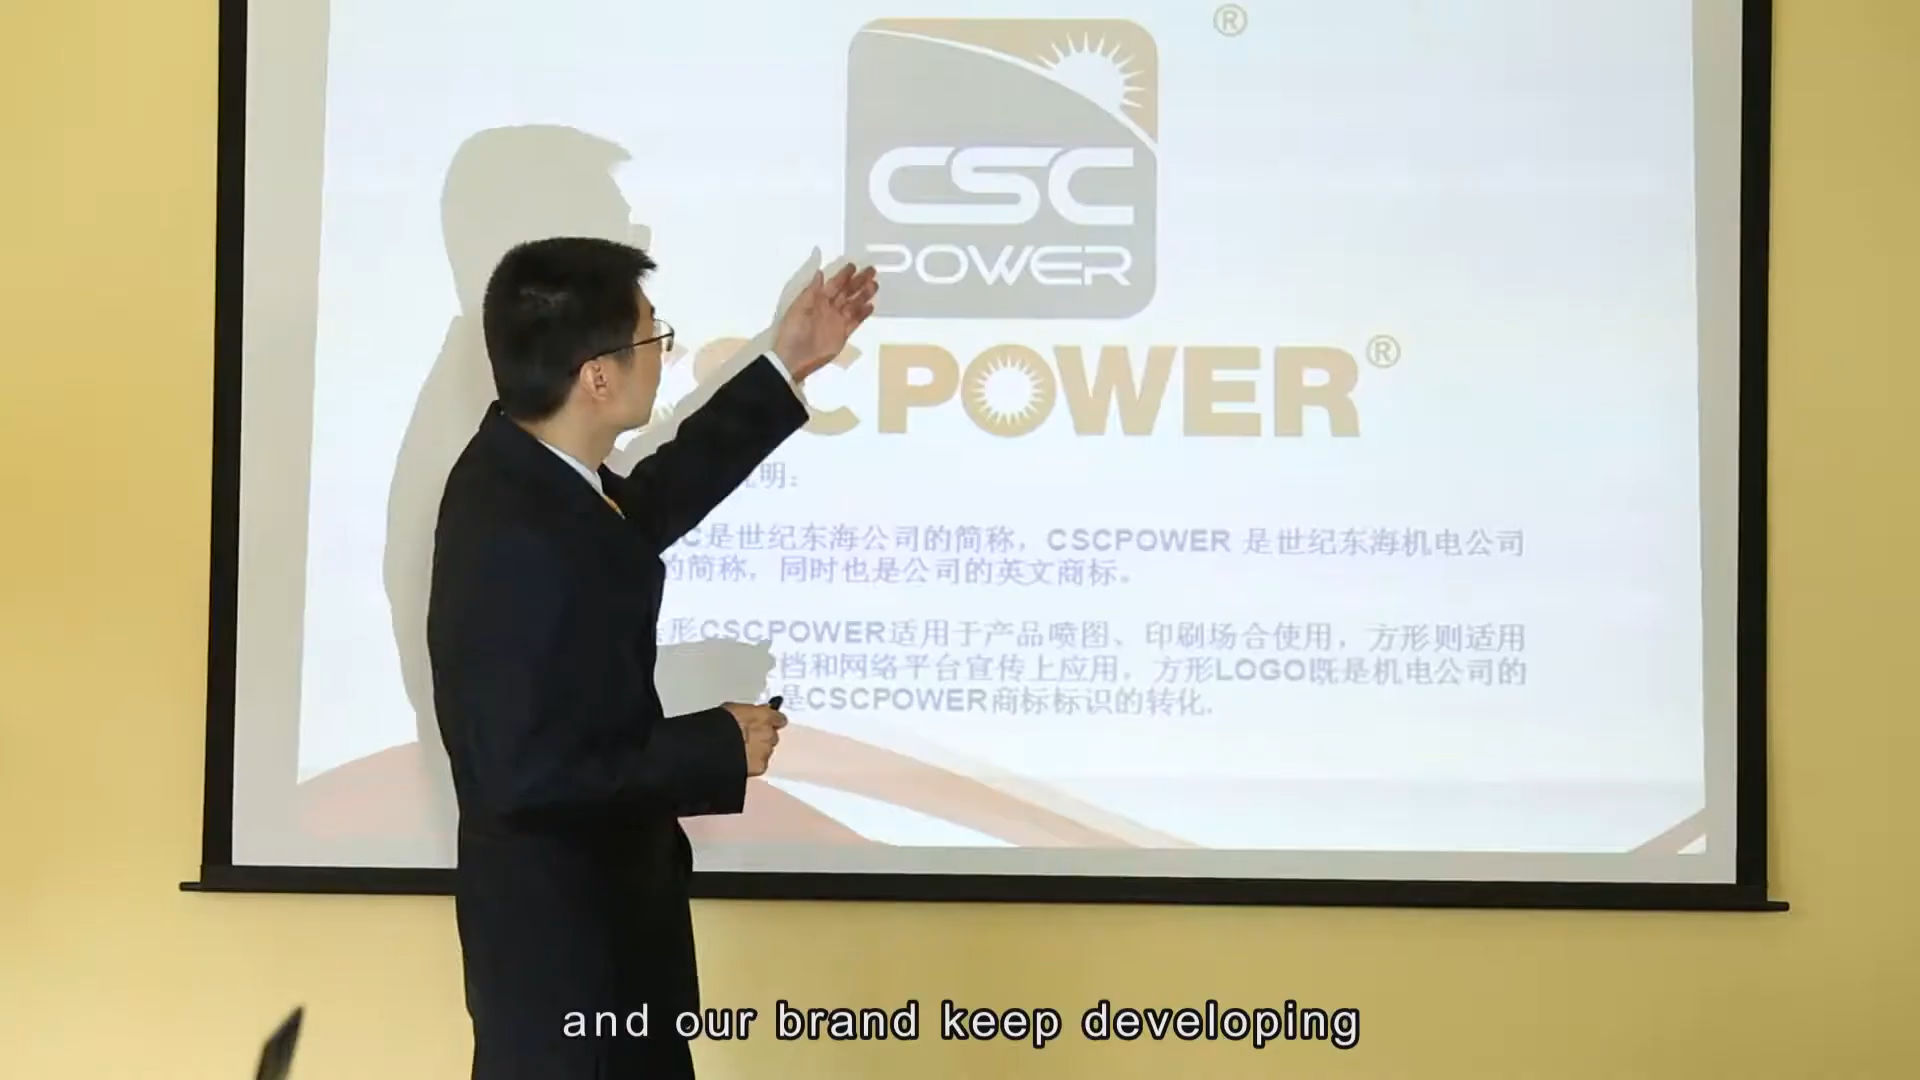 ®
CSC
POWER
CSCPOWER®
说明：
CSC是世纪东海公司的简称，CSCPOWER 是世纪东海机电公司
的简称，同时也是公司的英文商标。
形CSCPOWER适用于产品喷图、印刷场合使用，方形则适用
档和网络平台宣传上应用，方形LOGO既是机电公司的
是CSCPOWER商标标识的转化.
and our brand keep developing